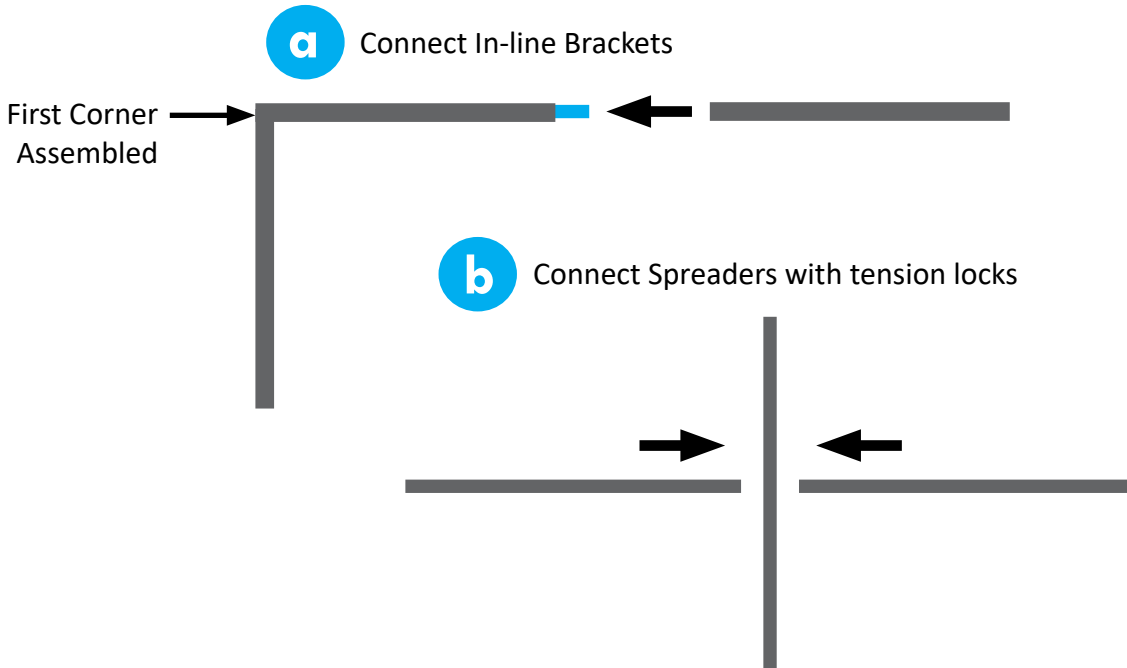 a
Connect In-line Brackets
First Corner
Assembled
b
Connect Spreaders with tension locks